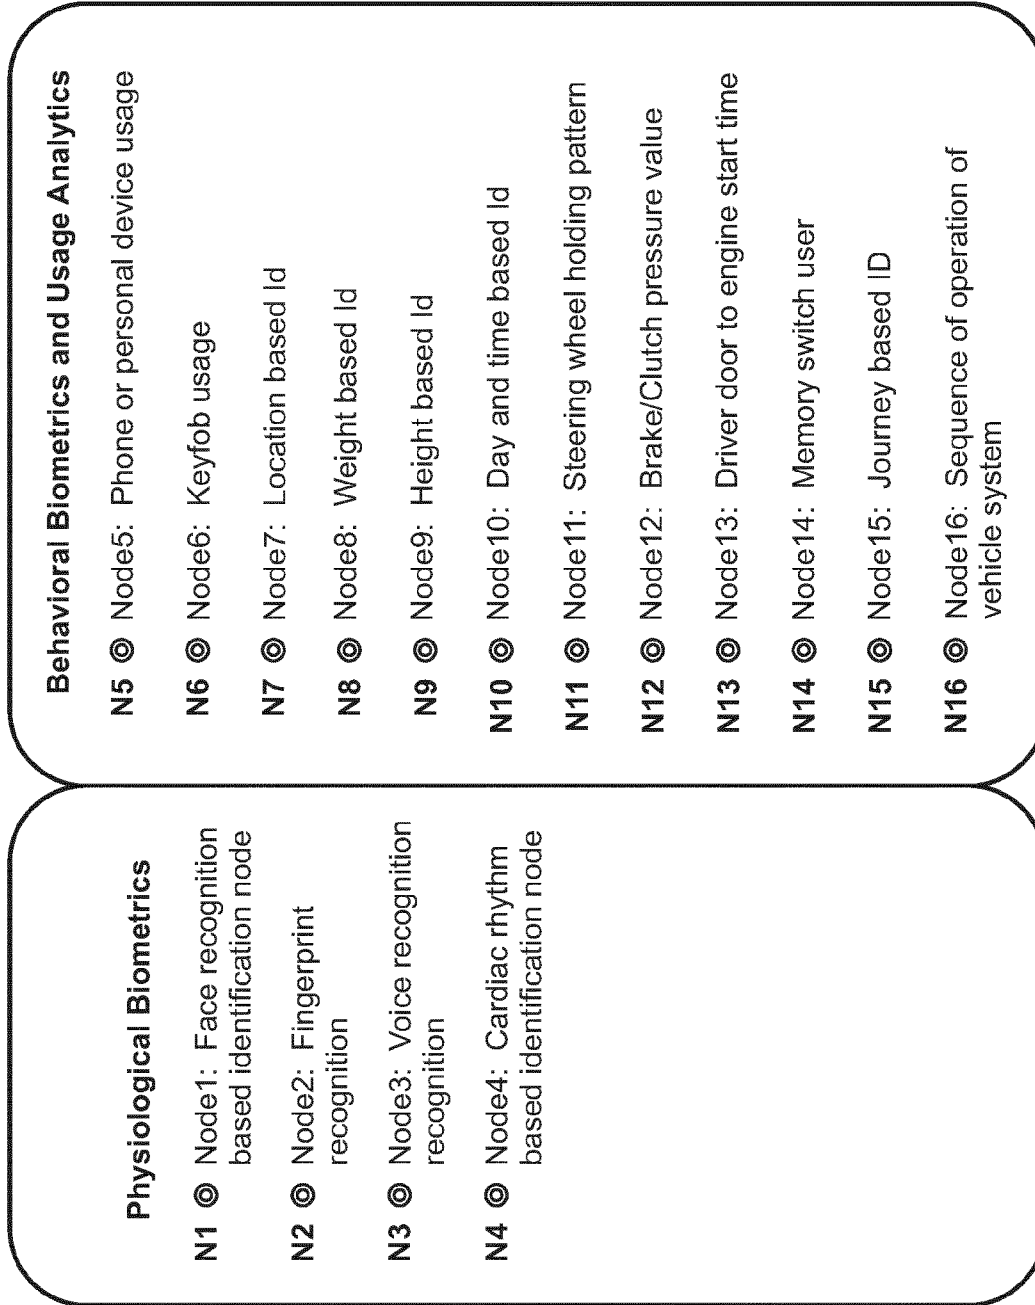 Physiological Biometrics
N1 Node1: Face recognition
based identification node
N2 Node2: Fingerprint
recognition
N3 Node3: Voice recognition
recognition
N4 Node4: Cardiac rhythm
based identification node
Behavioral Biometrics and Usage Analytics
N5 Node5: Phone or personal device usage
N6 Node6: Keyfob usage
N7 Node7: Location based Id
N8 Node8: Weight based Id
N9 Node9: Height based Id
N10 Node10: Day and time based Id
N11 Node11: Steering wheel holding pattern
N12 Node12: Brake/Clutch pressure value
N13 Node13: Driver door to engine start time
N14 Node14: Memory switch user
N15 Node15: Journey based ID
N16 Node16: Sequence of operation of
vehicle system